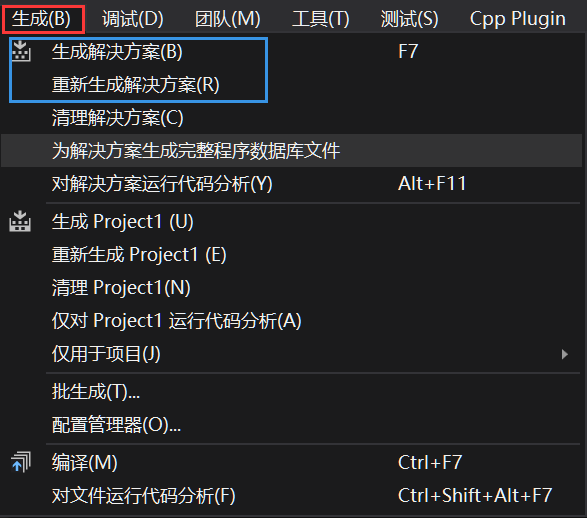 生成(B) 调试(D) 团队(M) 工具(T) 测试(S) Cpp Plugin
生成解决方案(B) F7
重新生成解决方案(R)
清理解决方案(C)
为解决方案生成完整程序数据库文件
对解决方案运行代码分析(Y) Alt+F11
生成 Project1 (U)
重新生成 Project1 (E)
清理 Project1(N)
仅对 Project1 运行代码分析(A)
仅用于项目(J)
批生成(T)...
配置管理器(O)...
编译(M) Ctrl+F7
对文件运行代码分析(F) Ctrl+Shift+Alt+F7